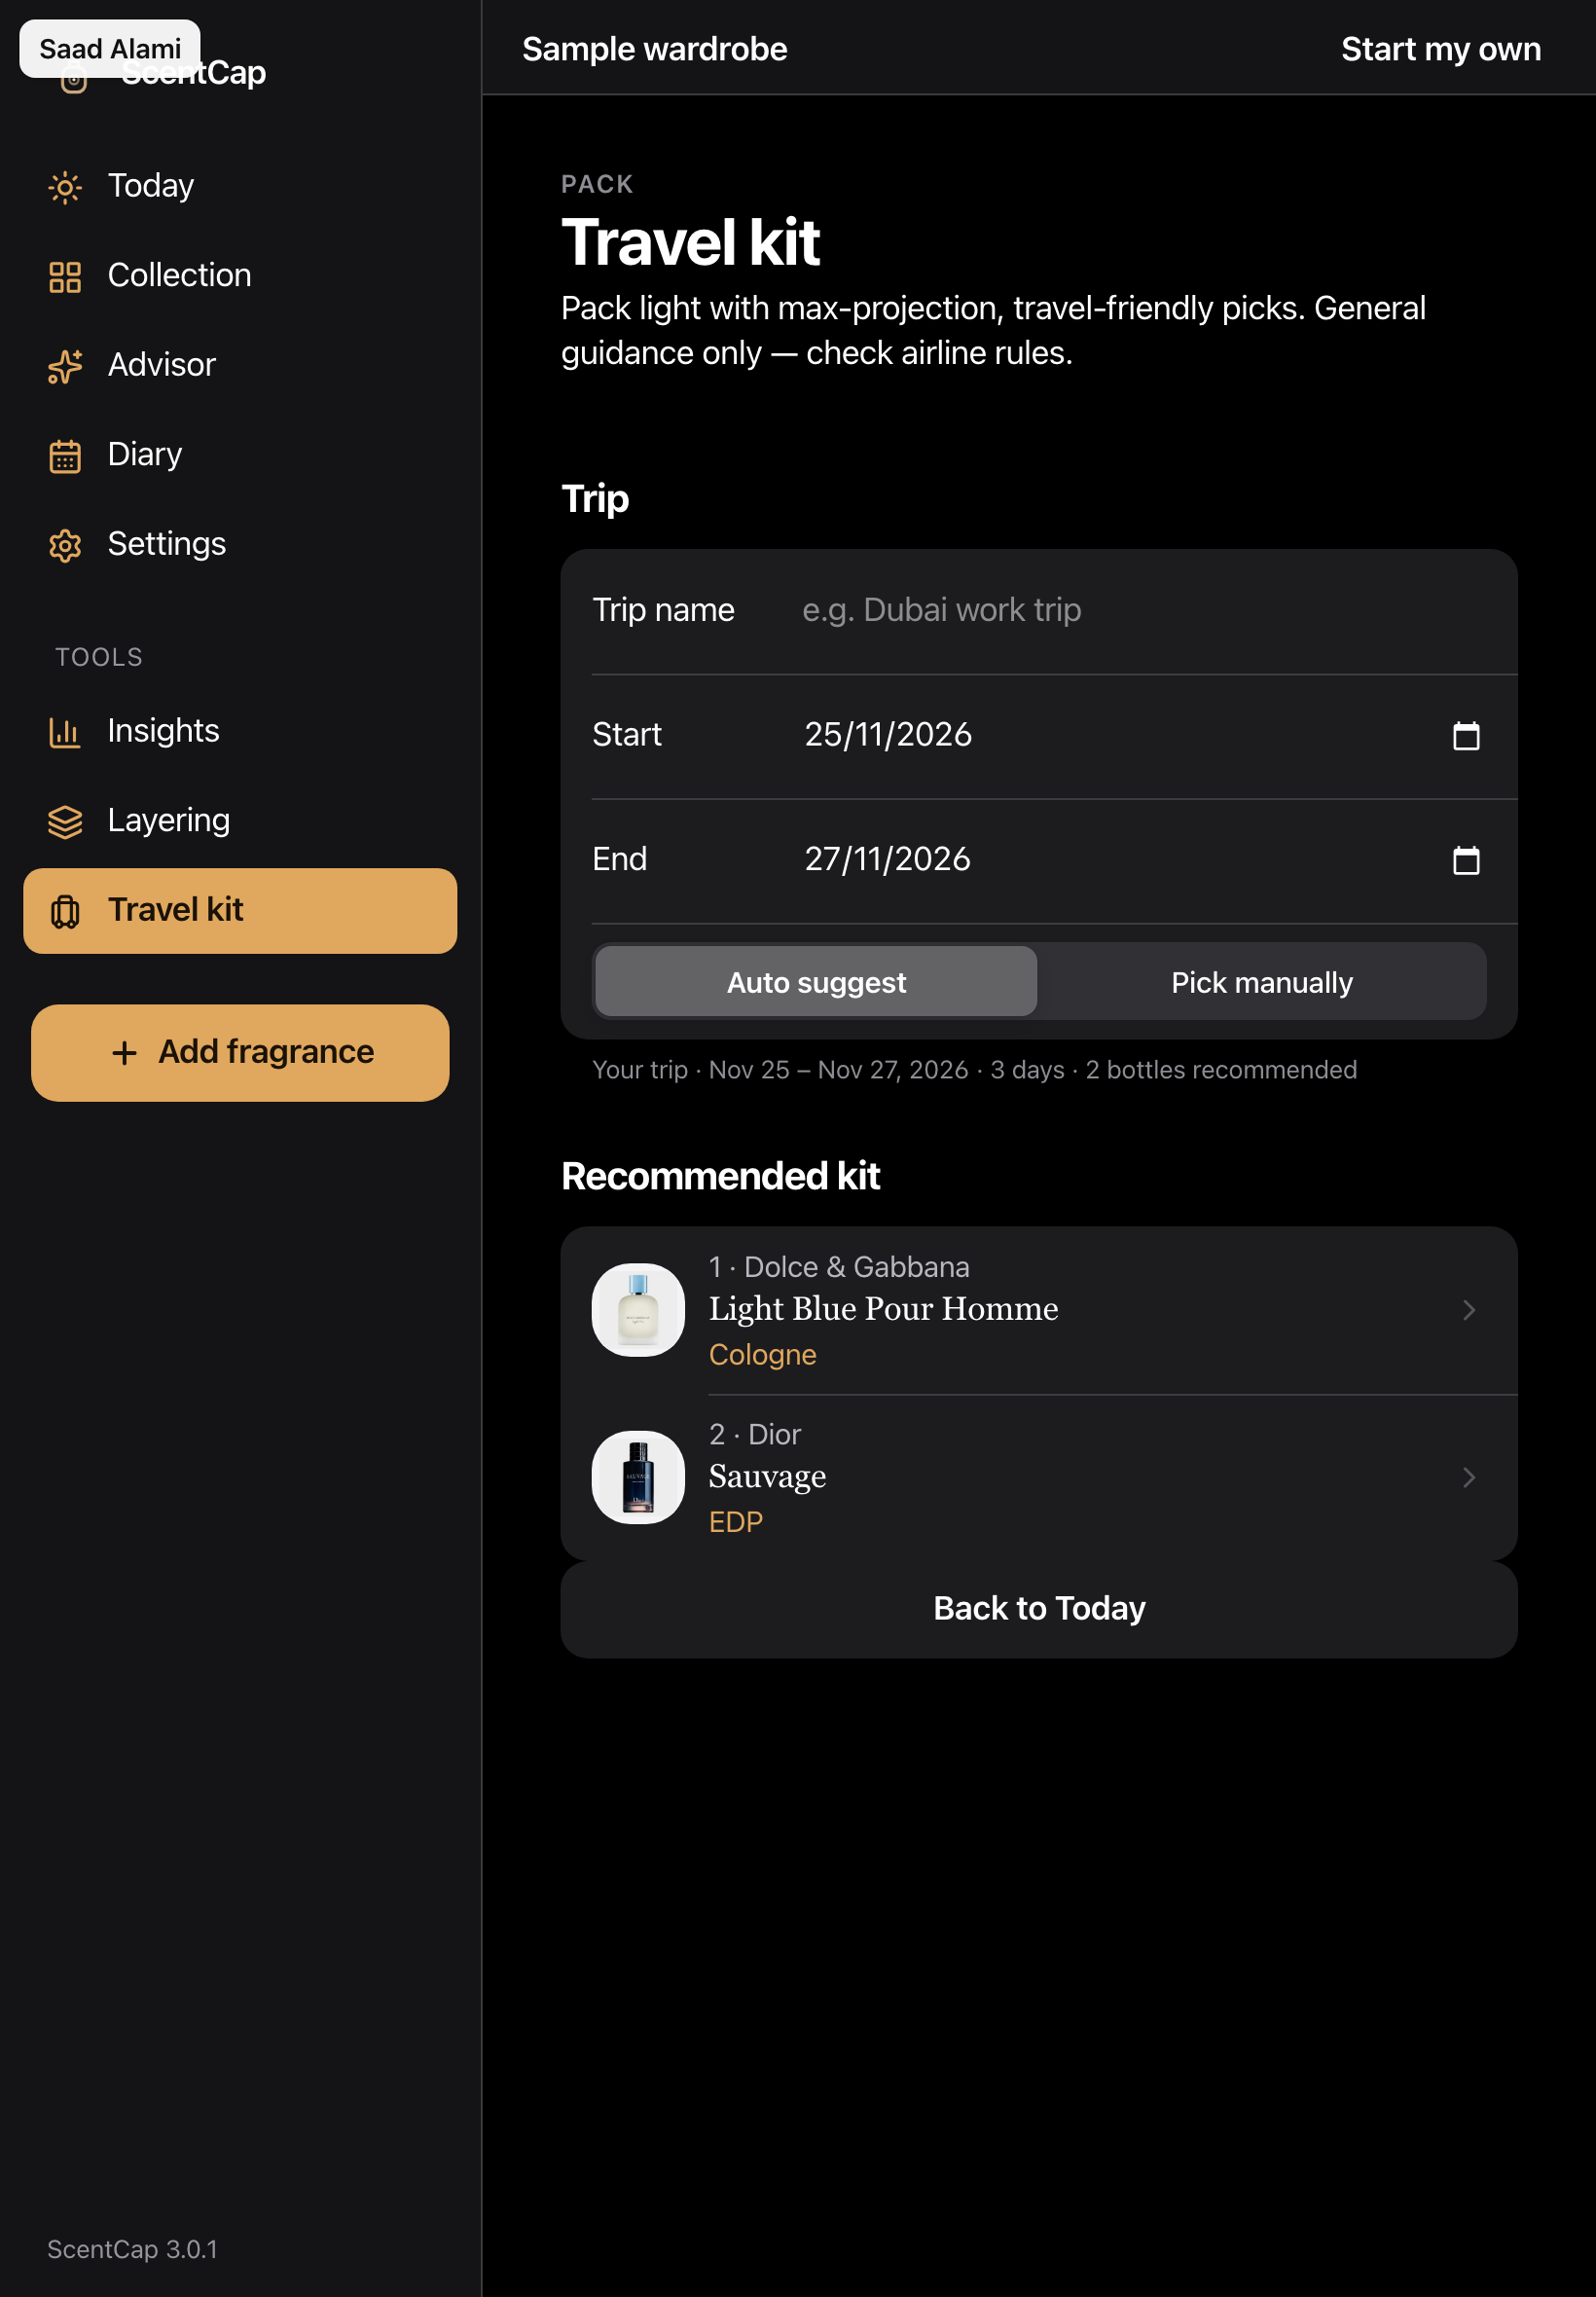 Saad Alami
ScentCap
Today
Collection
Advisor
Diary
Settings
TOOLS
Insights
Layering
Travel kit
+ Add fragrance
ScentCap 3.0.1
Sample wardrobe
Start my own
PACK
Travel kit
Pack light with max-projection, travel-friendly picks. General
guidance only — check airline rules.
Trip
Trip name e.g. Dubai work trip
Start 25/11/2026
End 27/11/2026
Auto suggest Pick manually
Your trip · Nov 25 – Nov 27, 2026 · 3 days · 2 bottles recommended
Recommended kit
1 · Dolce & Gabbana
Light Blue Pour Homme
Cologne
2 · Dior
Sauvage
EDP
Back to Today